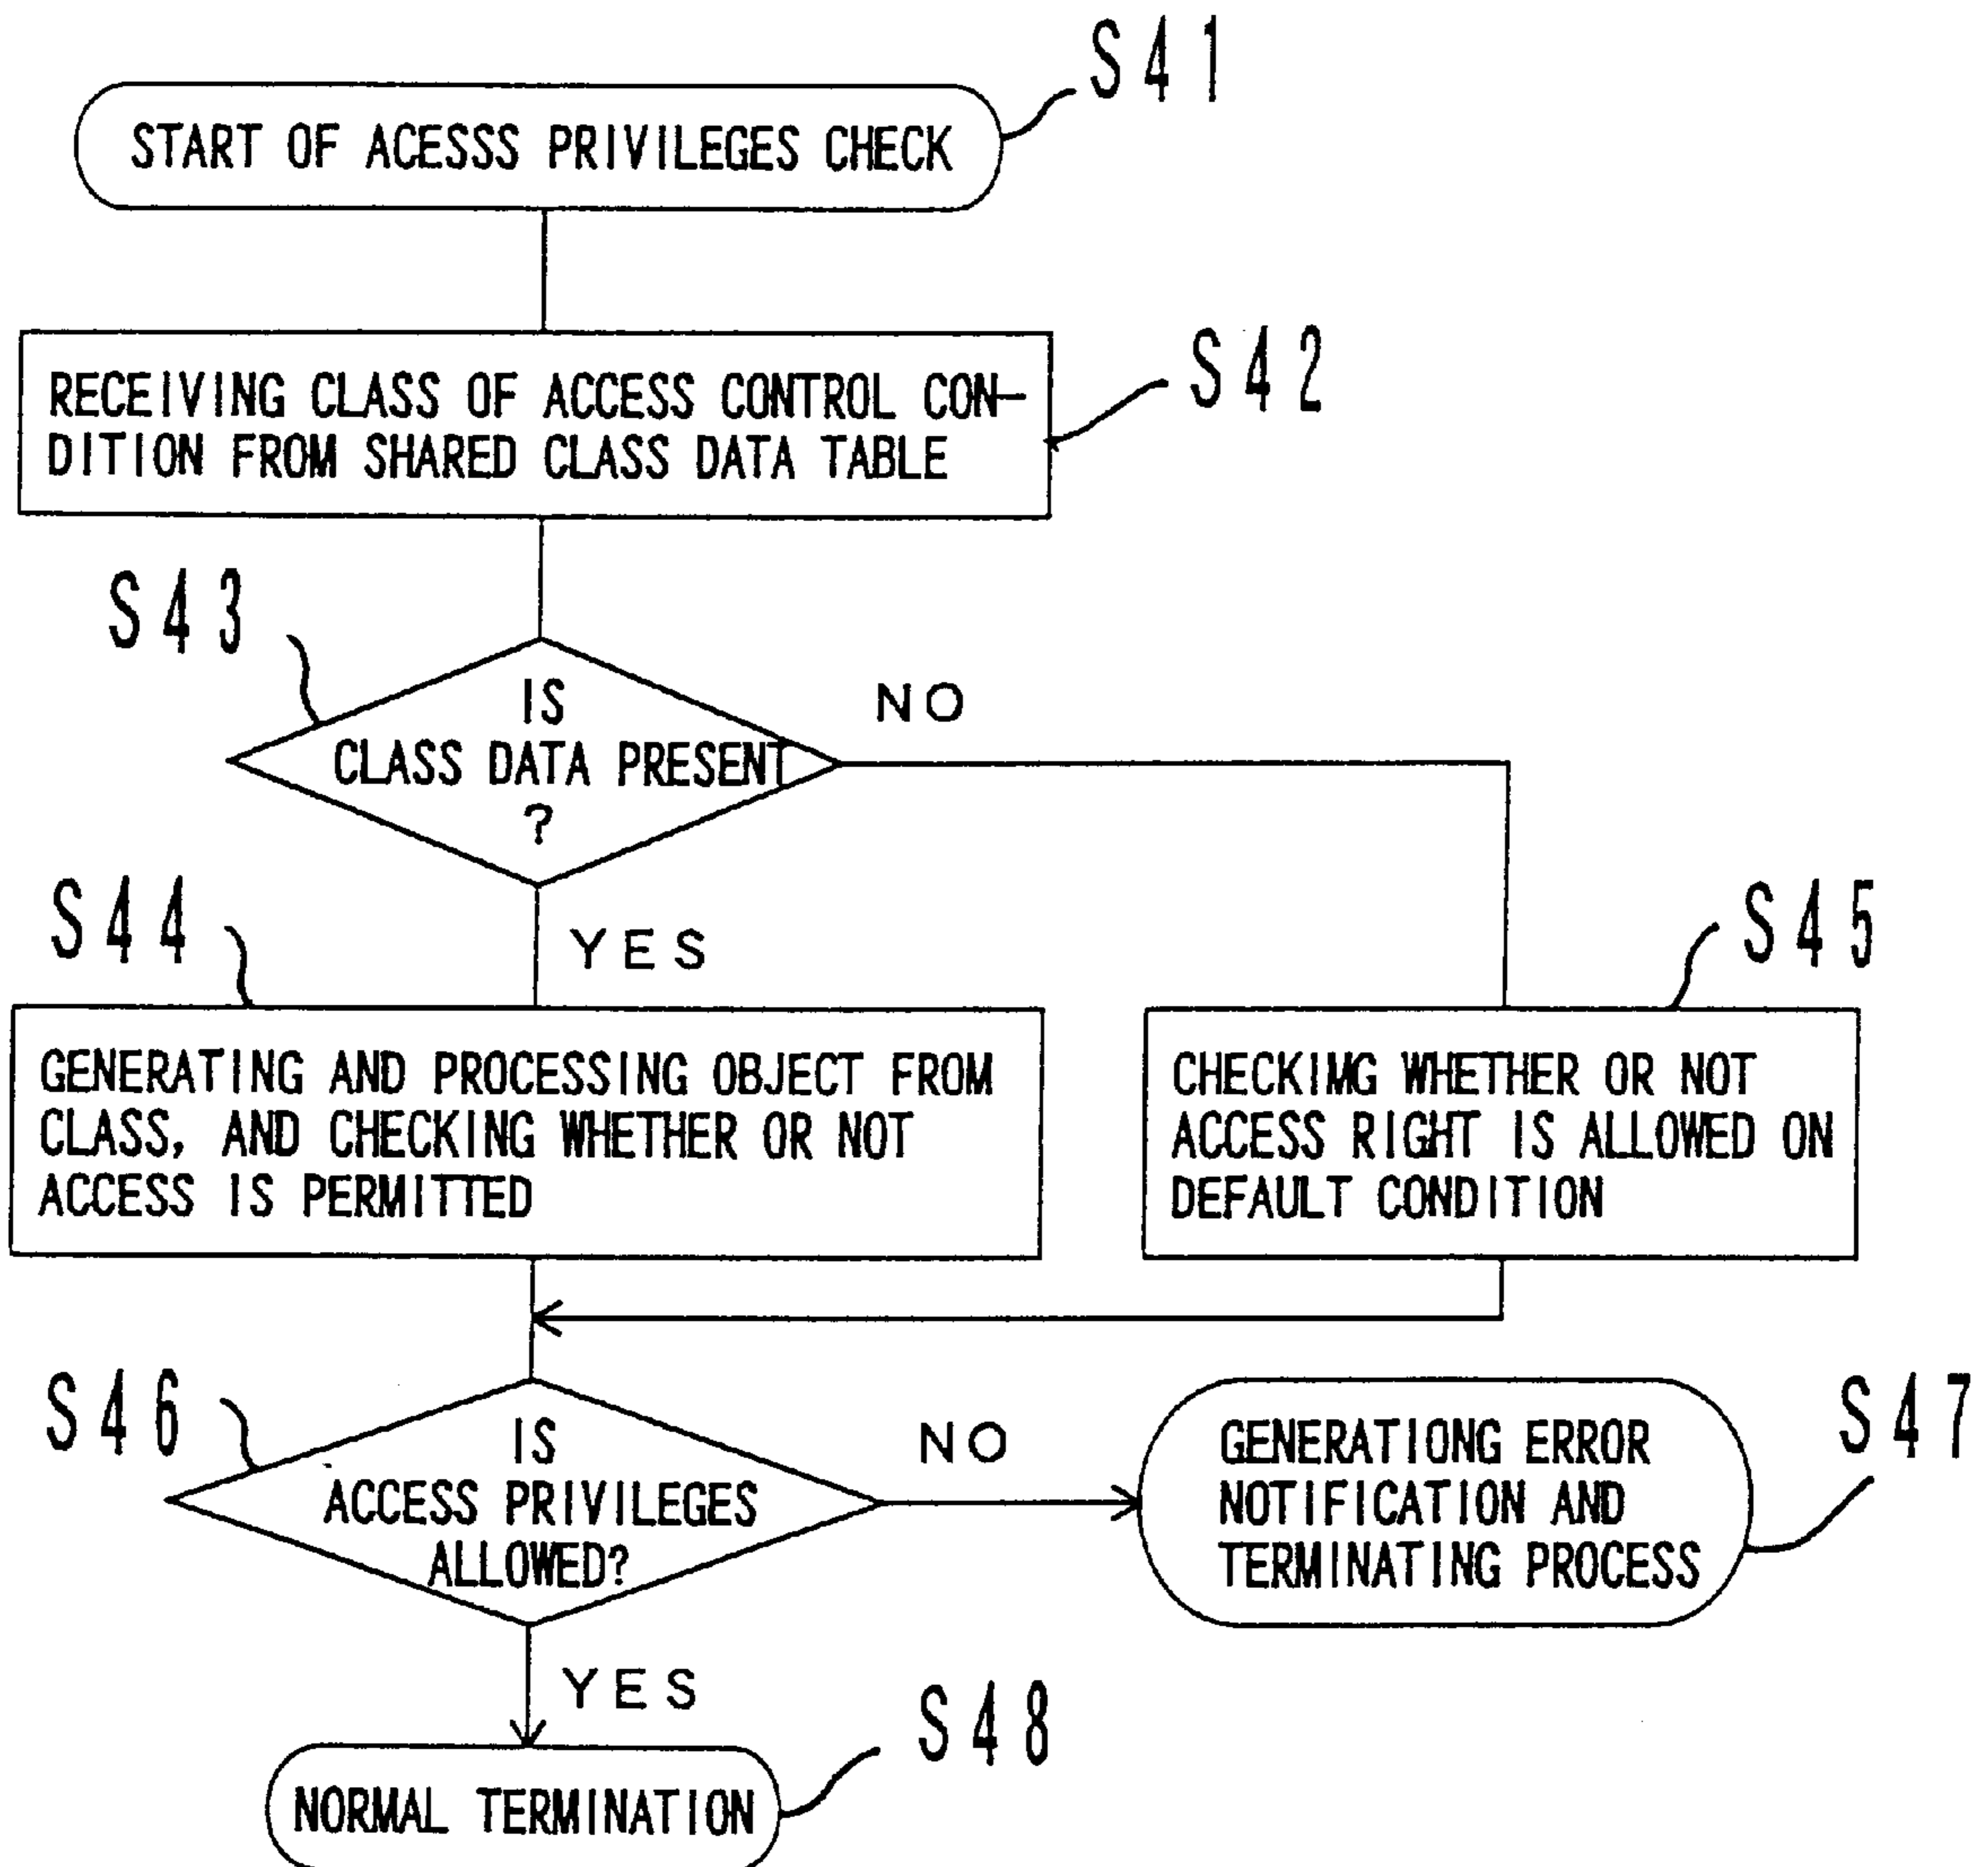 S41
START OF ACESSS PRIVILEGES CHECK
S42
RECEIVING CLASS OF ACCESS CONTROL CON-
DITION FROM SHARED CLASS DATA TABLE
S43
IS
CLASS DATA PRESENT
?
NO
YES
S44
GENERATING AND PROCESSING OBJECT FROM
CLASS, AND CHECKING WHETHER OR NOT
ACCESS IS PERMITTED
S45
CHECKIMG WHETHER OR NOT
ACCESS RIGHT IS ALLOWED ON
DEFAULT CONDITION
S46
IS
ACCESS PRIVILEGES
ALLOWED?
NO
S47
GENERATIONG ERROR
NOTIFICATION AND
TERMINATING PROCESS
YES
S48
NORMAL TERMINATION